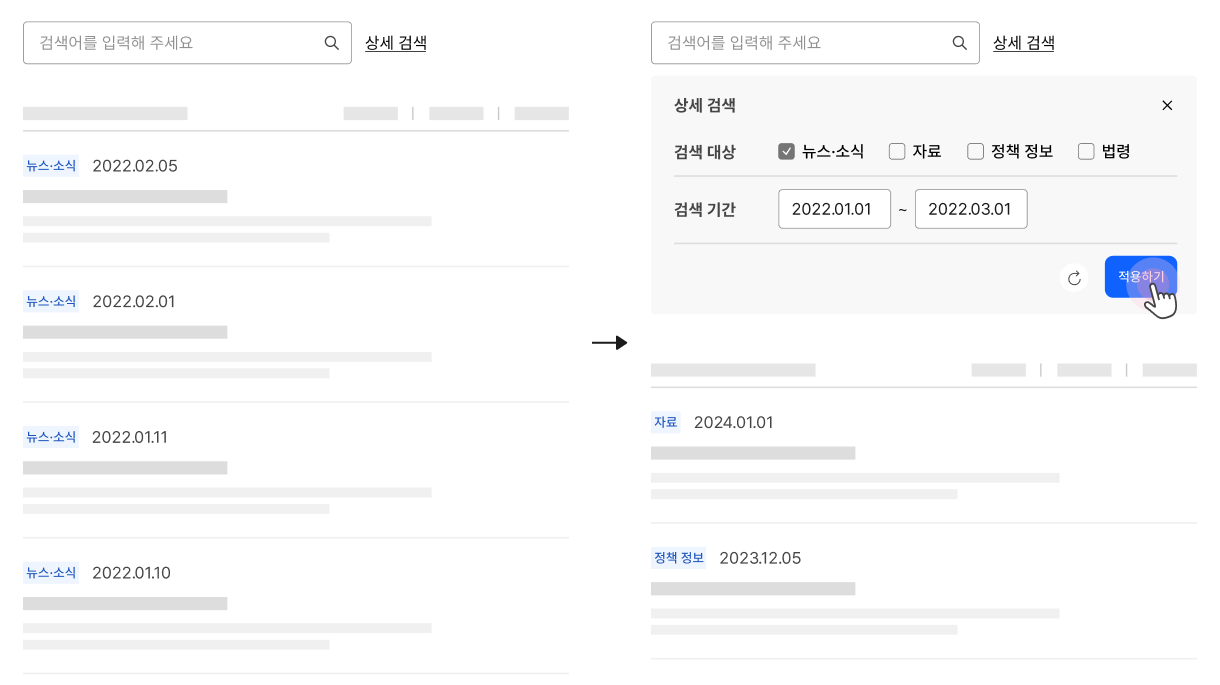 검색어를 입력해 주세요
상세 검색
뉴스·소식 2022.02.05
뉴스·소식 2022.02.01
뉴스·소식 2022.01.11
뉴스·소식 2022.01.10
검색어를 입력해 주세요
상세 검색
상세 검색
검색 대상 뉴스·소식 자료 정책 정보 법령
검색 기간 2022.01.01 ~ 2022.03.01
적용하기
자료 2024.01.01
정책 정보 2023.12.05